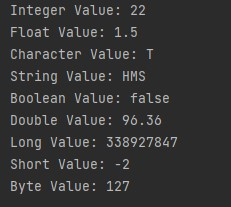 Integer Value: 22
Float Value: 1.5
Character Value: T
String Value: HMS
Boolean Value: false
Double Value: 96.36
Long Value: 338927847
Short Value: -2
Byte Value: 127